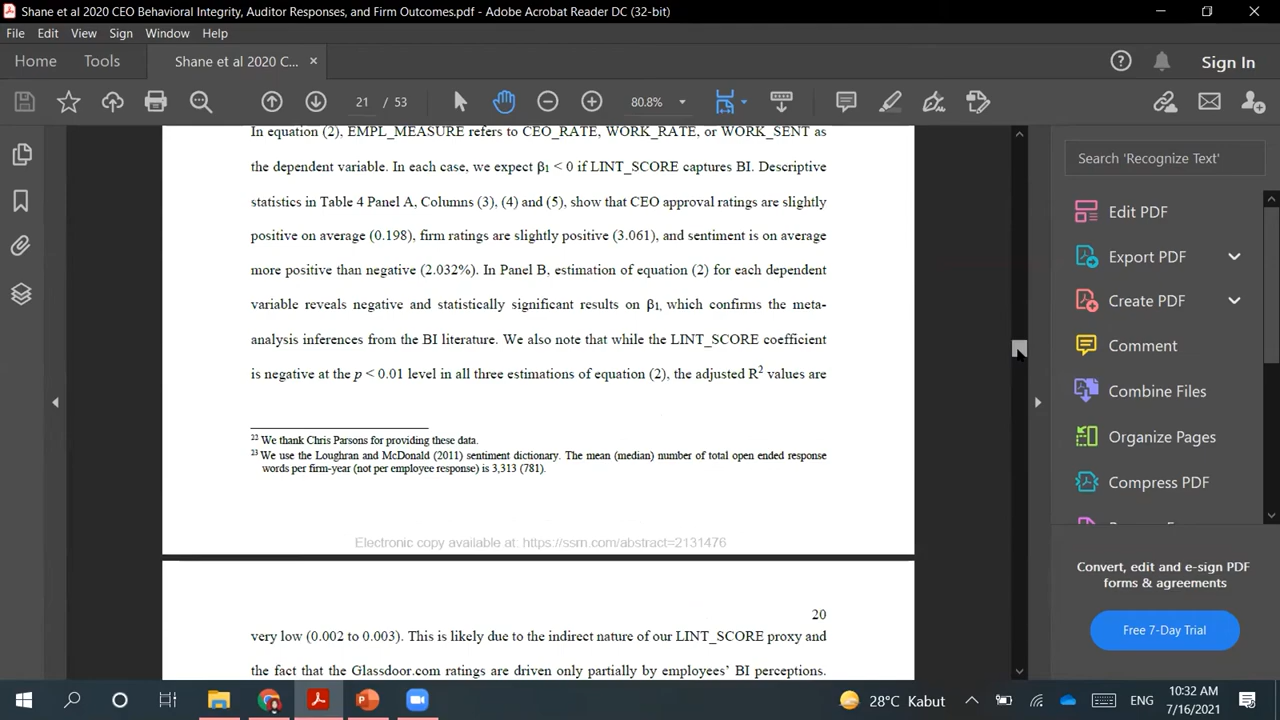 Shane et al 2020 CEO Behavioral Integrity, Auditor Responses, and Firm Outcomes.pdf - Adobe Acrobat Reader DC (32-bit)
File Edit View Sign Window Help
Home Tools Shane et al 2020 C... × Sign In
21 / 53 80.8%
In equation (2), EMPL_MEASURE refers to CEO_RATE, WORK_RATE, or WORK_SENT as
the dependent variable. In each case, we expect β1 < 0 if LINT_SCORE captures BI. Descriptive
statistics in Table 4 Panel A, Columns (3), (4) and (5), show that CEO approval ratings are slightly
positive on average (0.198), firm ratings are slightly positive (3.061), and sentiment is on average
more positive than negative (2.032%). In Panel B, estimation of equation (2) for each dependent
variable reveals negative and statistically significant results on β1, which confirms the meta-
analysis inferences from the BI literature. We also note that while the LINT_SCORE coefficient
is negative at the p < 0.01 level in all three estimations of equation (2), the adjusted R2 values are
22 We thank Chris Parsons for providing these data.
23 We use the Loughran and McDonald (2011) sentiment dictionary. The mean (median) number of total open ended response
words per firm-year (not per employee response) is 3,313 (781).
Electronic copy available at: https://ssrn.com/abstract=2131476
20
very low (0.002 to 0.003). This is likely due to the indirect nature of our LINT_SCORE proxy and
the fact that the Glassdoor.com ratings are driven only partially by employees' BI perceptions.
Search 'Recognize Text'
Edit PDF
Export PDF
Create PDF
Comment
Combine Files
Organize Pages
Compress PDF
Convert, edit and e-sign PDF
forms & agreements
Free 7-Day Trial
28°C Kabut
ENG
10:32 AM
7/16/2021